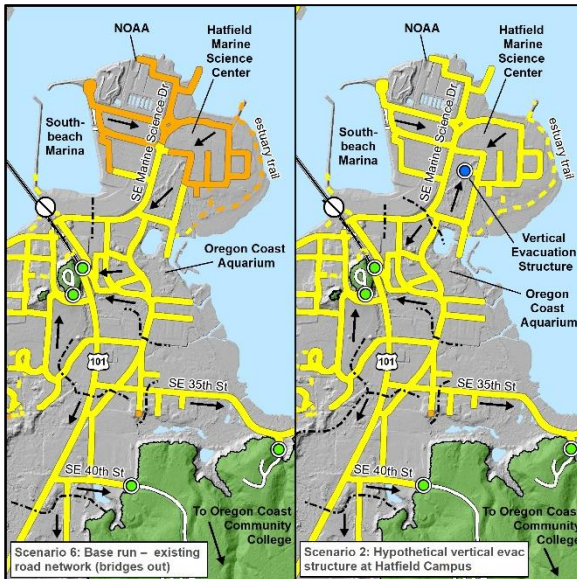 NOAA
Hatfield
Marine
Science
Center
South-
beach
Marina
SE Marine Science Dr
estuary trail
Oregon Coast
Aquarium
101
SE 35th St
SE 40th St
To Oregon Coast
Community
College
Scenario 6: Base run – existing
road network (bridges out)
NOAA
Hatfield
Marine
Science
Center
South-
beach
Marina
SE Marine Science Dr
estuary trail
Vertical
Evacuation
Structure
Oregon
Coast
Aquarium
101
SE 35th St
SE 40th St
To Oregon Coast
Community
College
Scenario 2: Hypothetical vertical evac
structure at Hatfield Campus